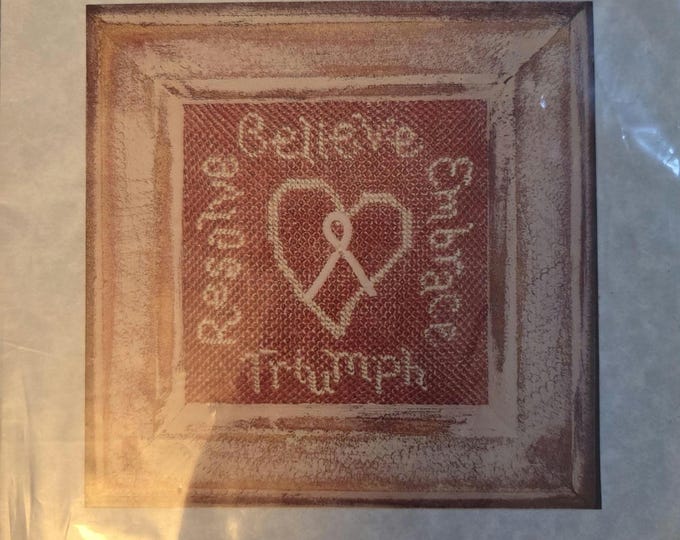 Believe
Resolve
Embrace
Triumph